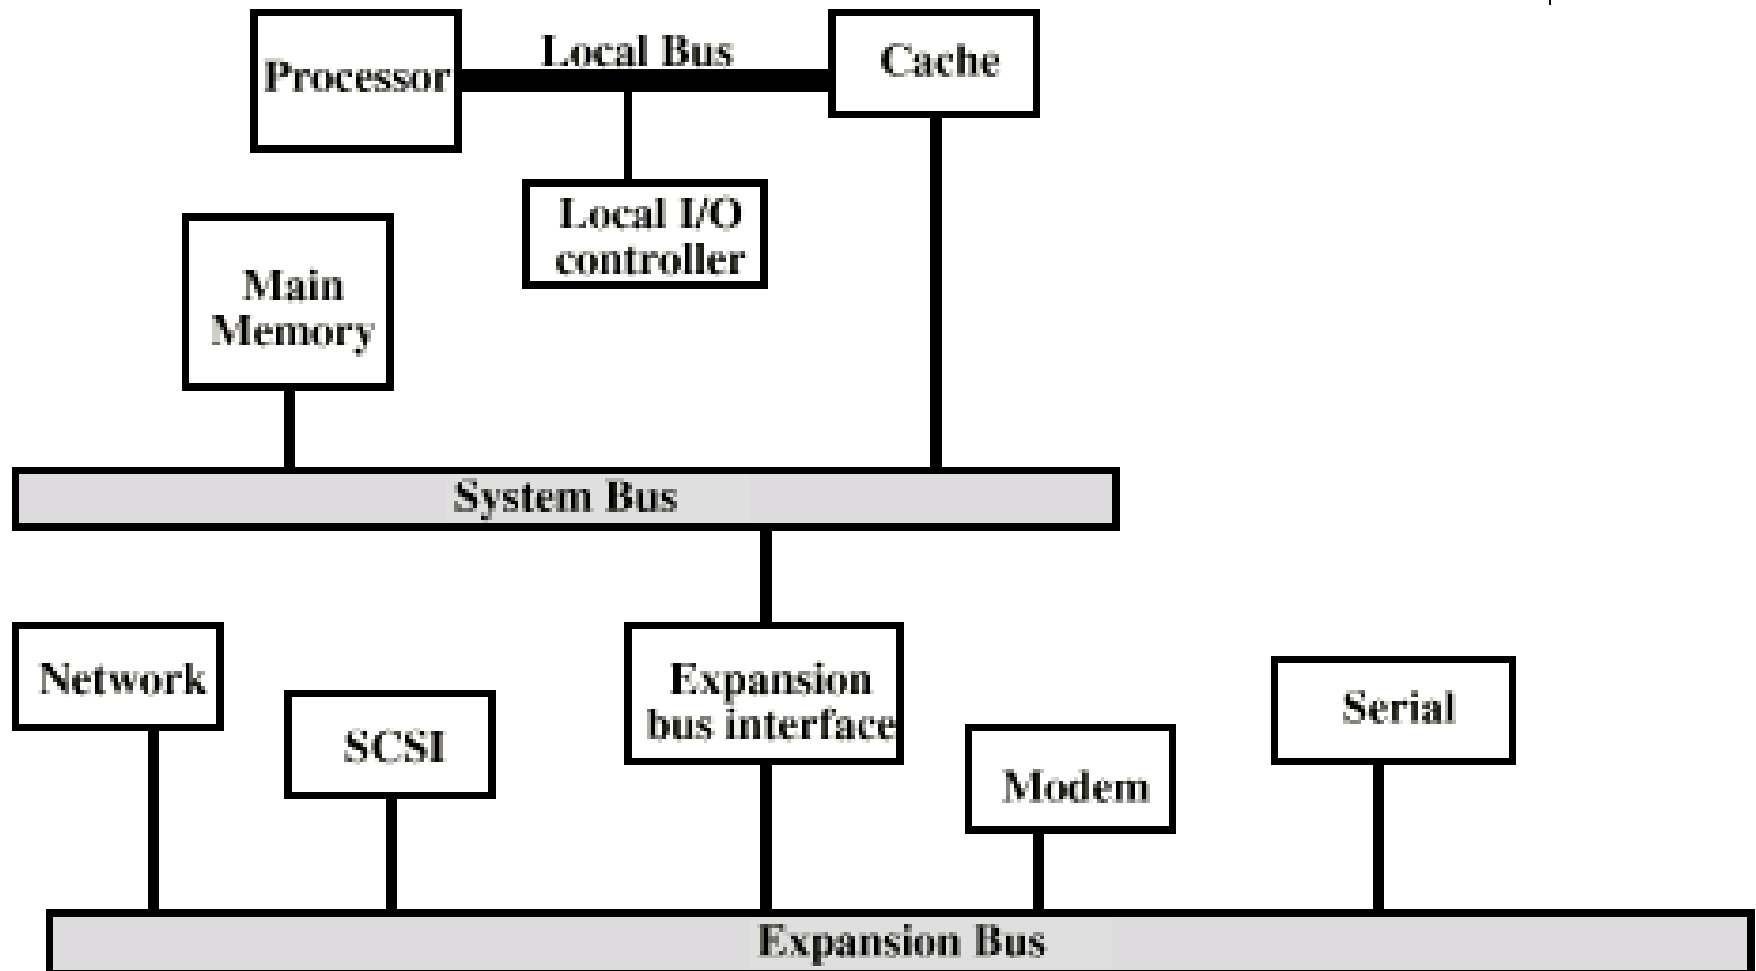 Processor
Local Bus
Cache
Local I/O
controller
Main
Memory
System Bus
Network
SCSI
Expansion
bus interface
Modem
Serial
Expansion Bus